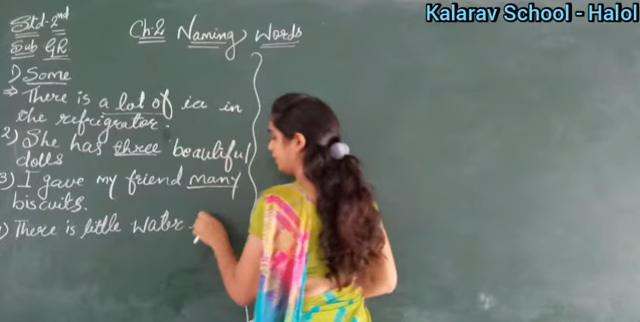 Kalarav School - Halol
Std-2nd
Sub GR.
Ch:2 Naming Words
1) Some
⇒ There is a lot of ice in
the refrigrator.
2) She has three beautiful
dolls
3) I gave my friend many
biscuits.
) There is little Water